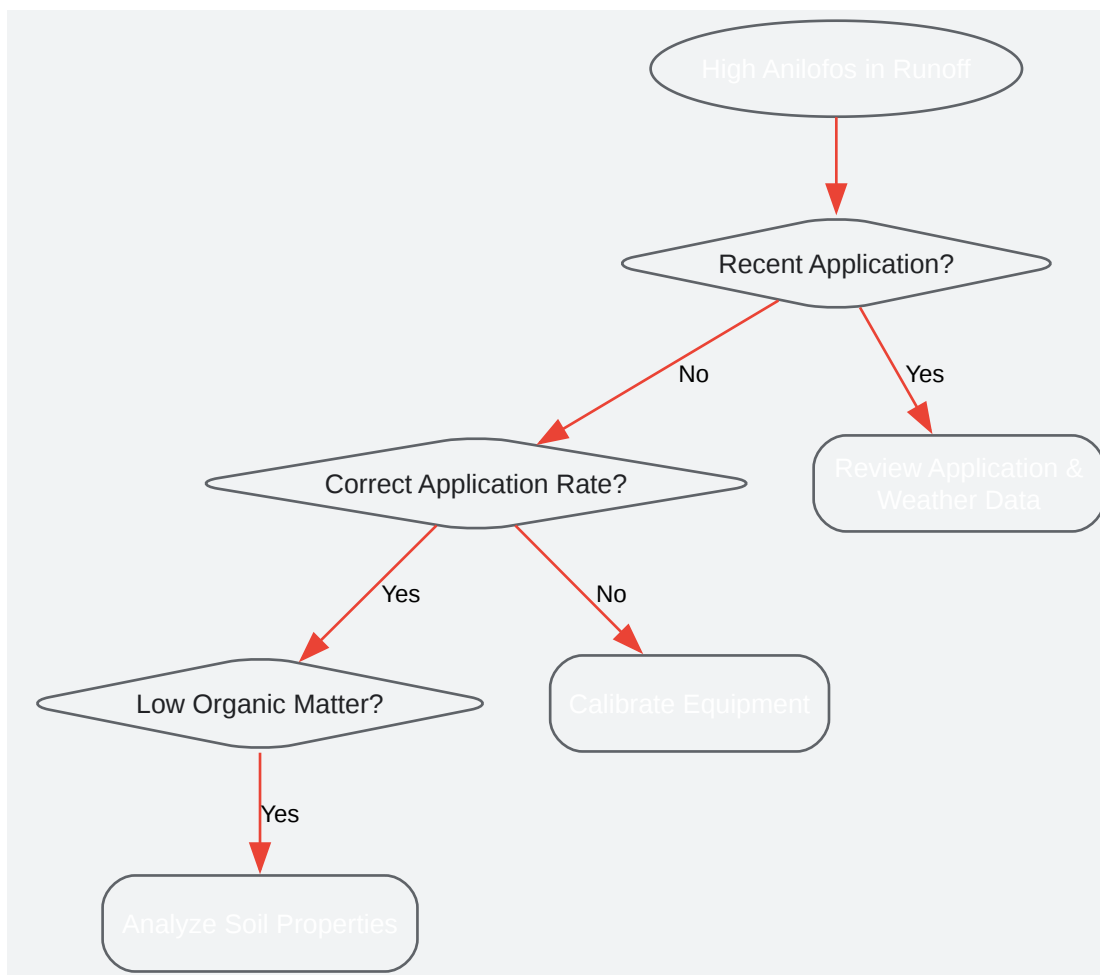 High Anilofos in Runoff
Recent Application?
No
Yes
Correct Application Rate?
Review Application &
Weather Data
Yes
No
Low Organic Matter?
Calibrate Equipment
Yes
Analyze Soil Properties